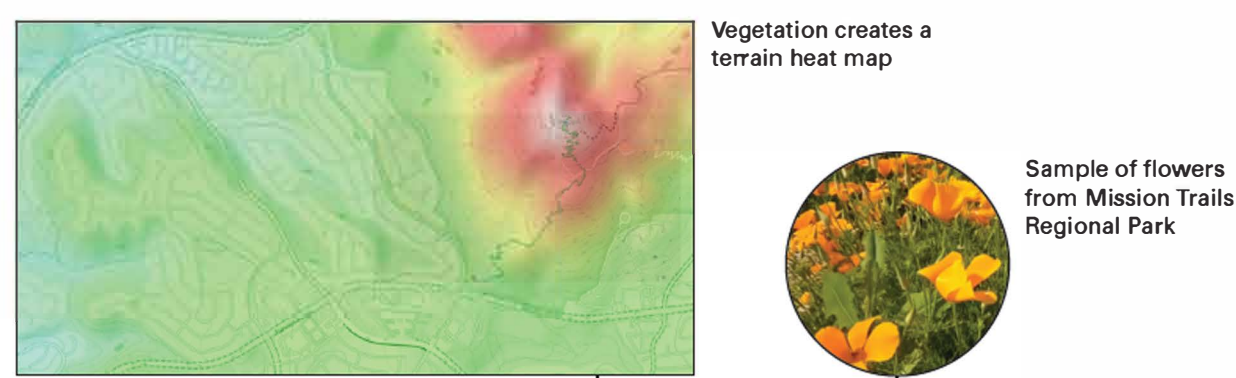 Vegetation creates a
terrain heat map
Sample of flowers
from Mission Trails
Regional Park